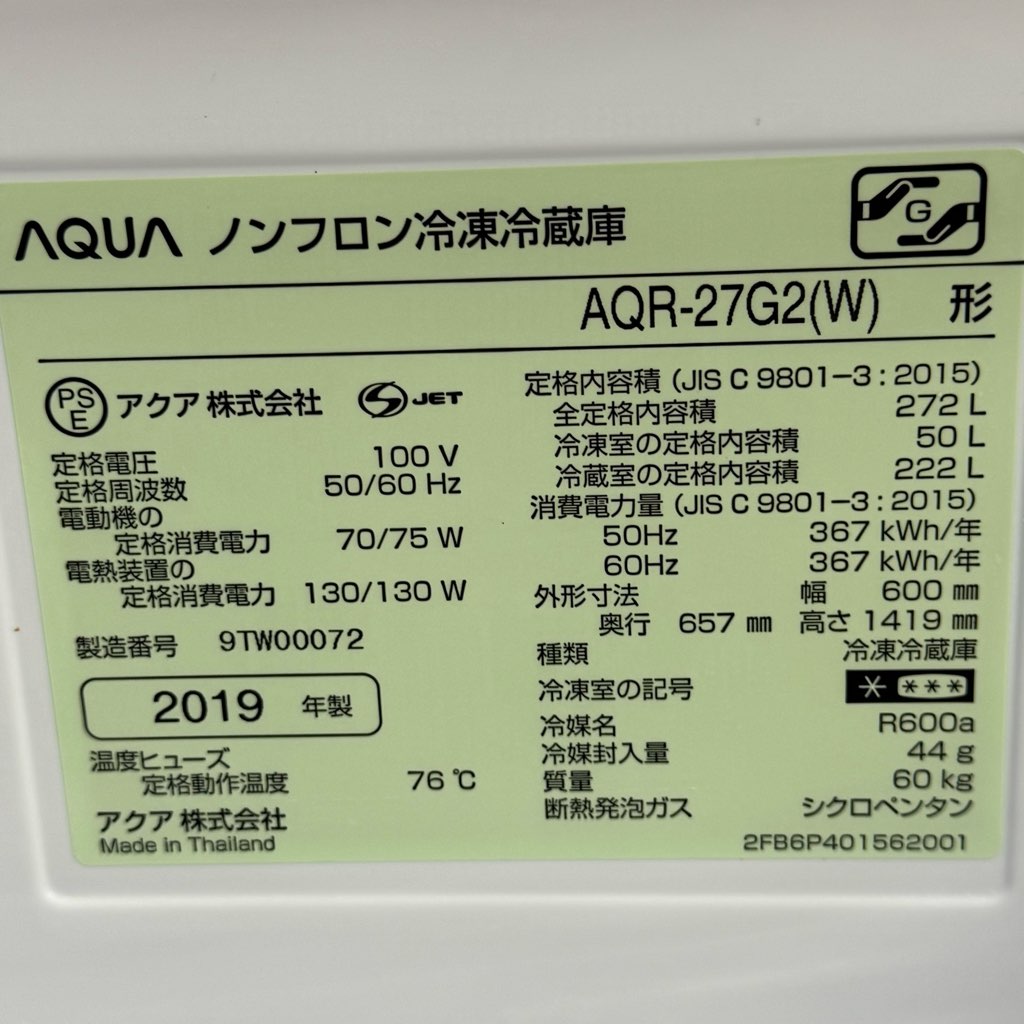 AQUA ノンフロン冷凍冷蔵庫
G
AQR-27G2(W) 形
PSE アクア 株式会社 S JET
定格電圧 100 V
定格周波数 50/60 Hz
電動機の
定格消費電力 70/75 W
電熱装置の
定格消費電力 130/130 W
製造番号 9TW00072
2019 年製
温度ヒューズ
定格動作温度 76 ℃
アクア 株式会社
Made in Thailand
定格内容積 (JIS C 9801-3 : 2015)
全定格内容積 272 L
冷凍室の定格内容積 50 L
冷蔵室の定格内容積 222 L
消費電力量 (JIS C 9801-3 : 2015)
50Hz 367 kWh/年
60Hz 367 kWh/年
外形寸法 幅 600 ㎜
奥行 657 ㎜ 高さ 1419 ㎜
種類 冷凍冷蔵庫
冷凍室の記号 * ***
冷媒名 R600a
冷媒封入量 44 g
質量 60 kg
断熱発泡ガス シクロペンタン
2FB6P401562001